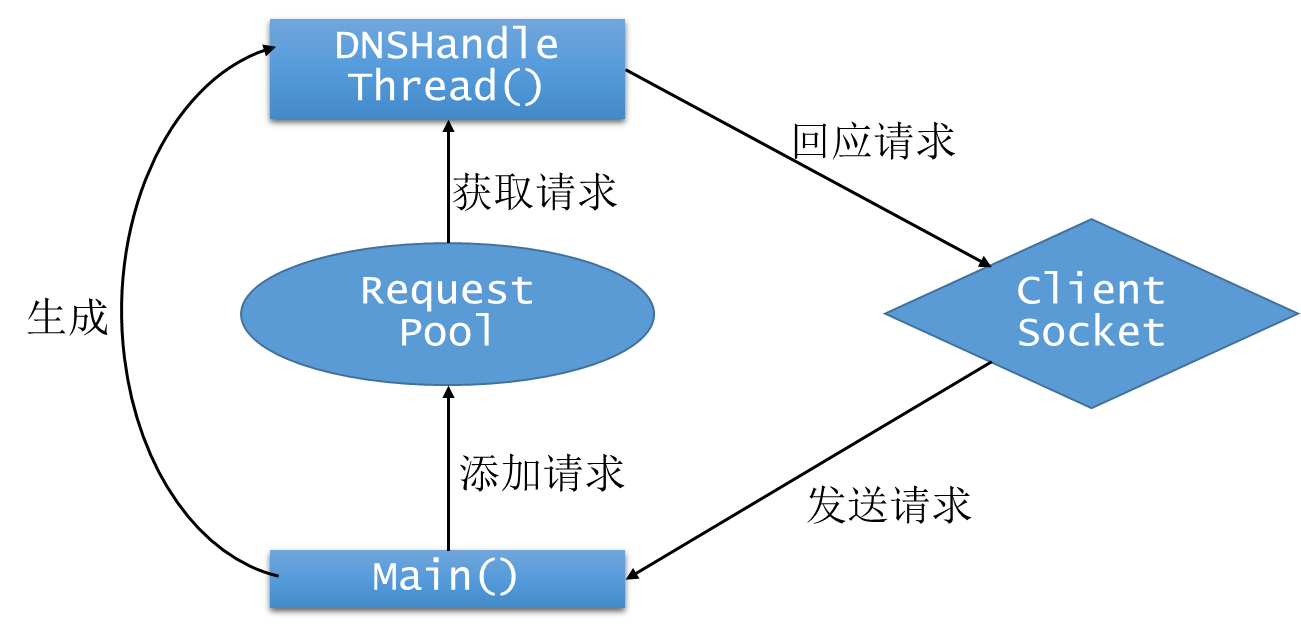 DNSHandle
Thread()
回应请求
获取请求
Request
Pool
Client
Socket
生成
添加请求
发送请求
Main()